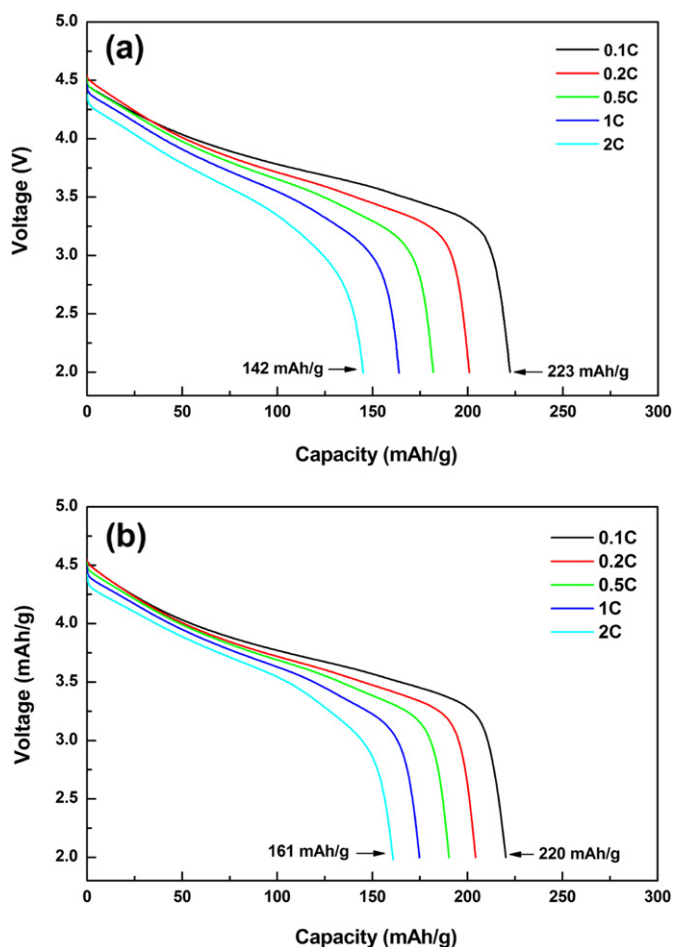 (a)
0.1C
0.2C
0.5C
1C
2C
Voltage (V)
5.0
4.5
4.0
3.5
3.0
2.5
2.0
142 mAh/g
223 mAh/g
0 50 100 150 200 250 300
Capacity (mAh/g)
(b)
0.1C
0.2C
0.5C
1C
2C
Voltage (mAh/g)
5.0
4.5
4.0
3.5
3.0
2.5
2.0
161 mAh/g
220 mAh/g
0 50 100 150 200 250 300
Capacity (mAh/g)